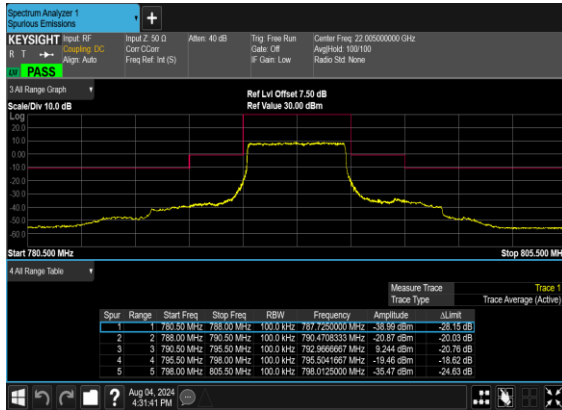 Spectrum Analyzer 1
Spurious Emissions
KEYSIGHT Input: RF Input Z: 50 Ω Atten: 40 dB Trig: Free Run Center Freq: 22.005000000 GHz
R T Coupling: DC Corr CCorr Gate: Off Avg|Hold: 100/100
Align: Auto Freq Ref: Int (S) IF Gain: Low Radio Std: None
PASS
3 All Range Graph
Ref Lvl Offset 7.50 dB
Scale/Div 10.0 dB Ref Value 30.00 dBm
Log
20.0
10.0
0.00
-10.0
-20.0
-30.0
-40.0
-50.0
-60.0
Start 780.500 MHz Stop 805.500 MH
4 All Range Table
Measure Trace Trace 1
Trace Type Trace Average (Active)
Spur Range Start Freq Stop Freq RBW Frequency Amplitude ΔLimit
1 1 780.50 MHz 788.00 MHz 100.0 kHz 787.7250000 MHz -38.99 dBm -28.15 dB
2 2 788.00 MHz 790.50 MHz 100.0 kHz 790.4708333 MHz -20.87 dBm -20.03 dB
3 3 790.50 MHz 795.50 MHz 100.0 kHz 792.9666667 MHz 9.244 dBm -20.76 dB
4 4 795.50 MHz 798.00 MHz 100.0 kHz 795.5041667 MHz -19.46 dBm -18.62 dB
5 5 798.00 MHz 805.50 MHz 100.0 kHz 798.0125000 MHz -35.47 dBm -24.63 dB
Aug 04, 2024
4:31:41 PM